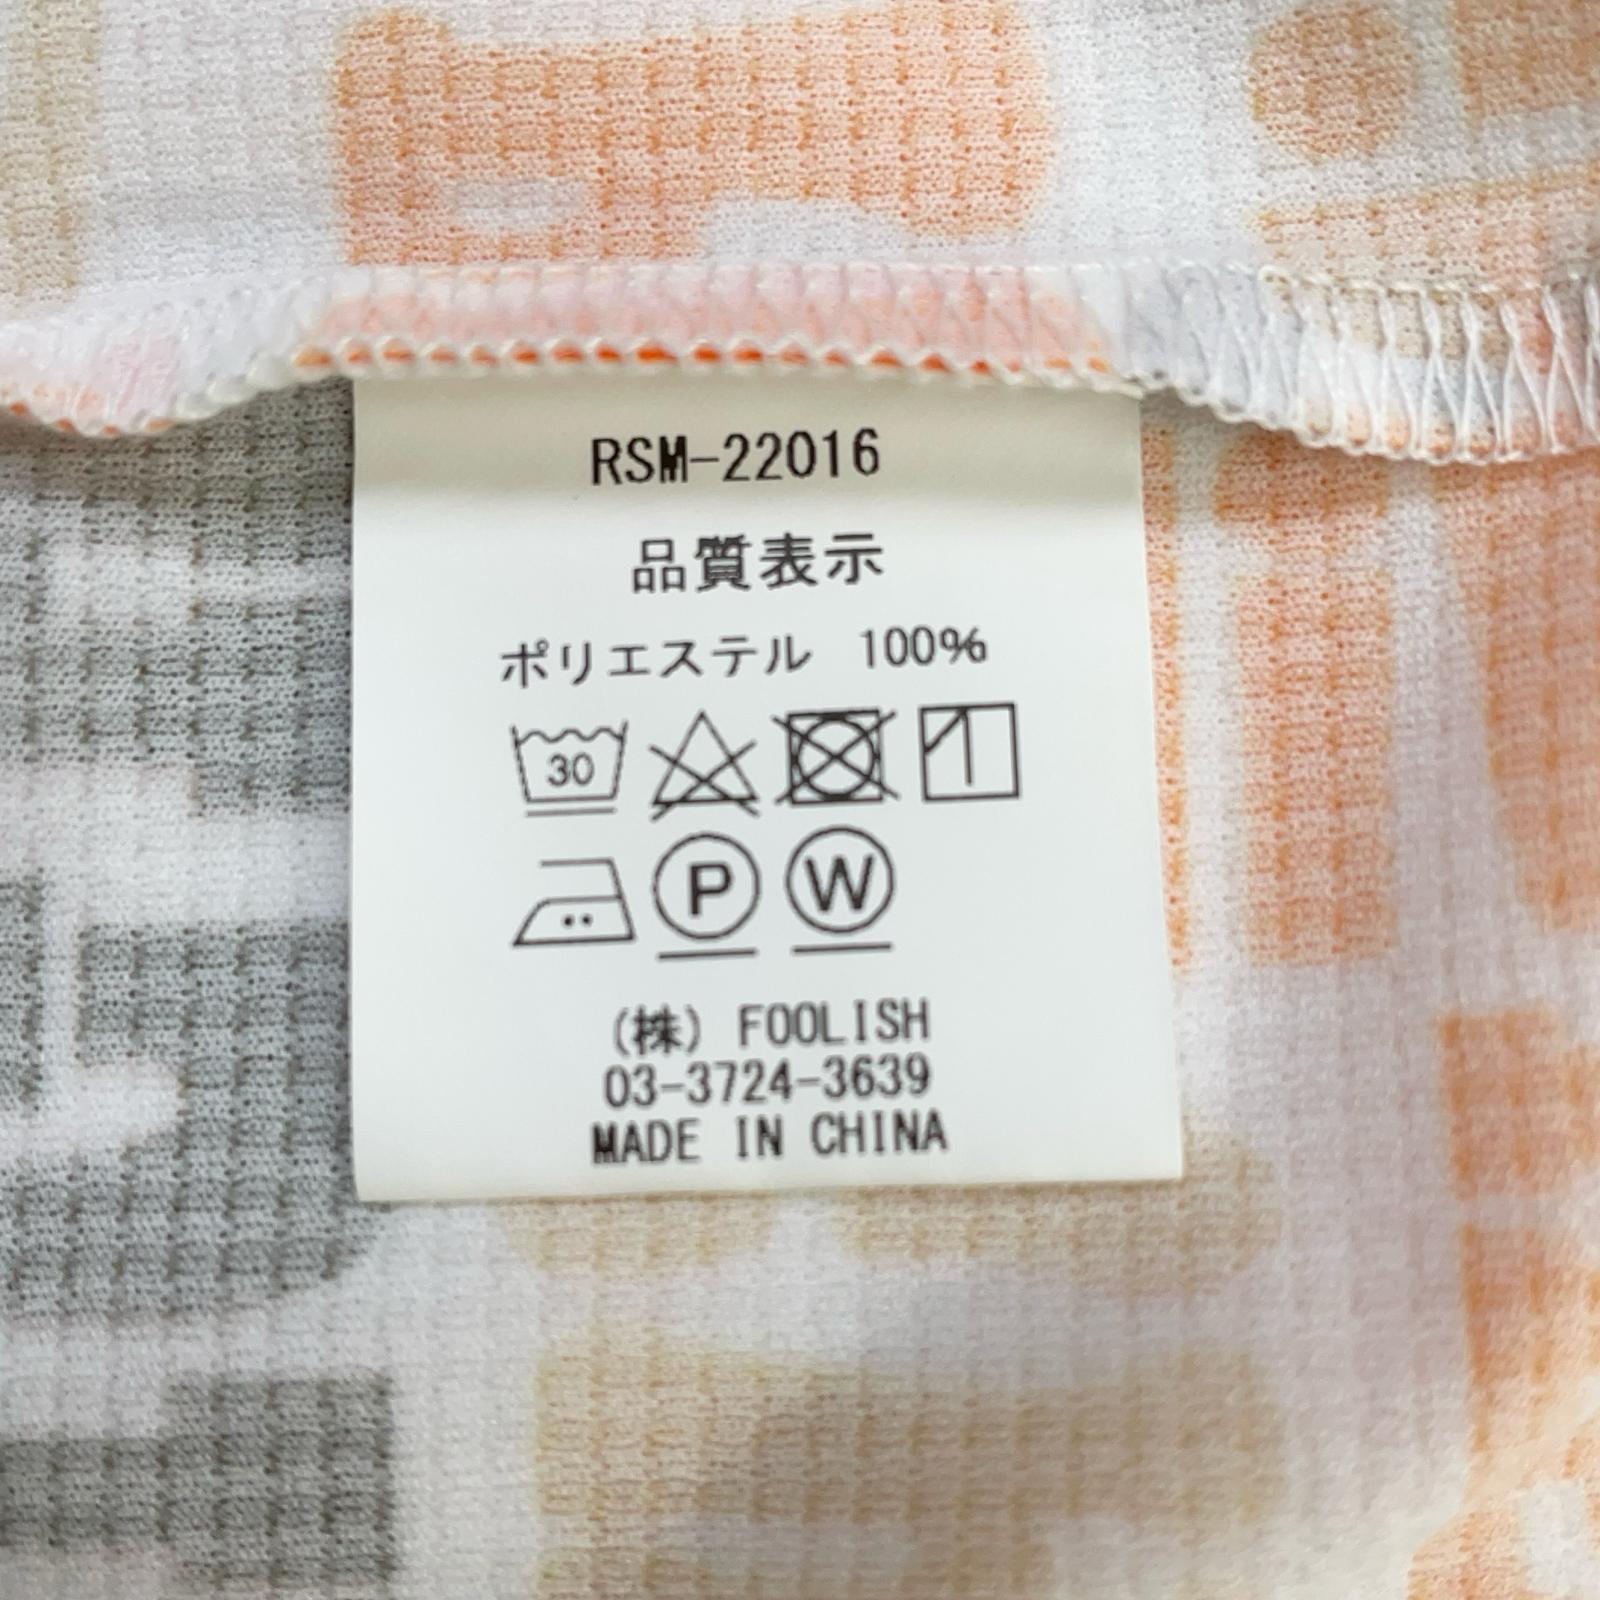 RSM-22016
品質表示
ポリエステル 100%
30
P W
(株) FOOLISH
03-3724-3639
MADE IN CHINA